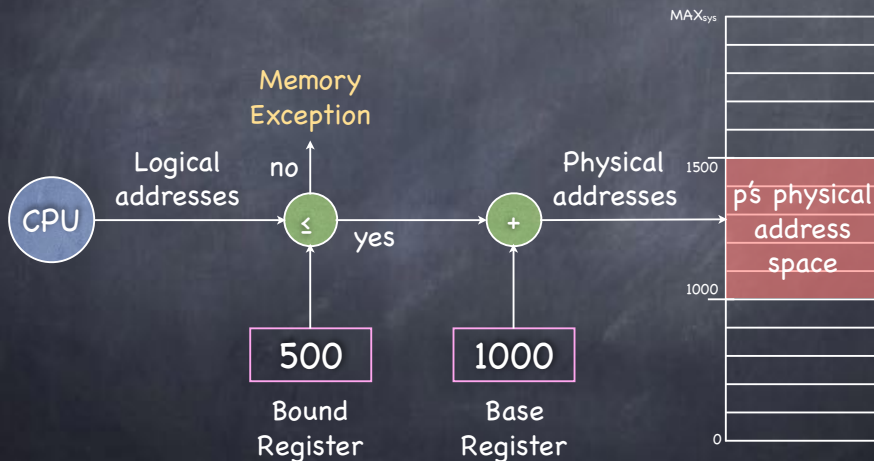 MAXsys
Memory
Exception
Logical
addresses
no
Physical
addresses
1500
CPU
≤
yes
+
p's physical
address
space
1000
500
1000
Bound
Register
Base
Register
0